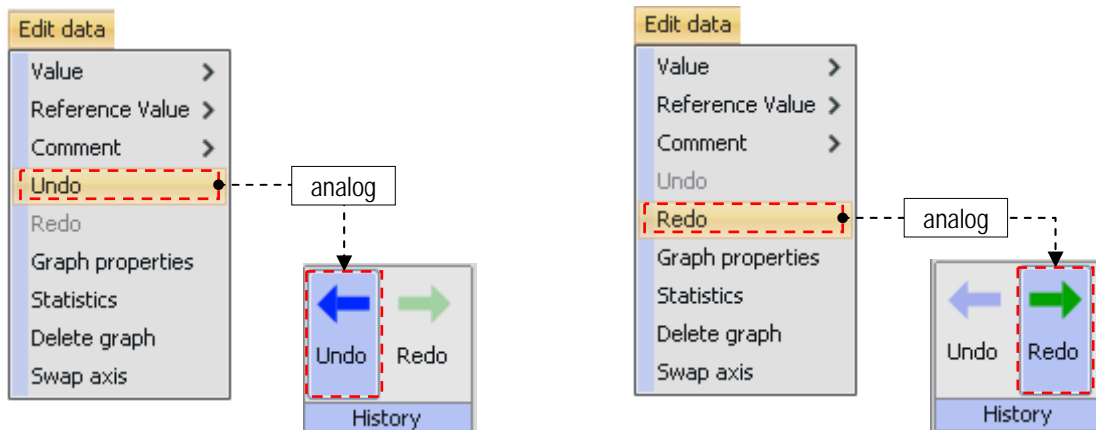 Edit data
Value
Reference Value
Comment
Undo
Redo
Graph properties
Statistics
Delete graph
Swap axis
analog
Undo Redo
History
Edit data
Value
Reference Value
Comment
Undo
Redo
Graph properties
Statistics
Delete graph
Swap axis
analog
Undo Redo
History